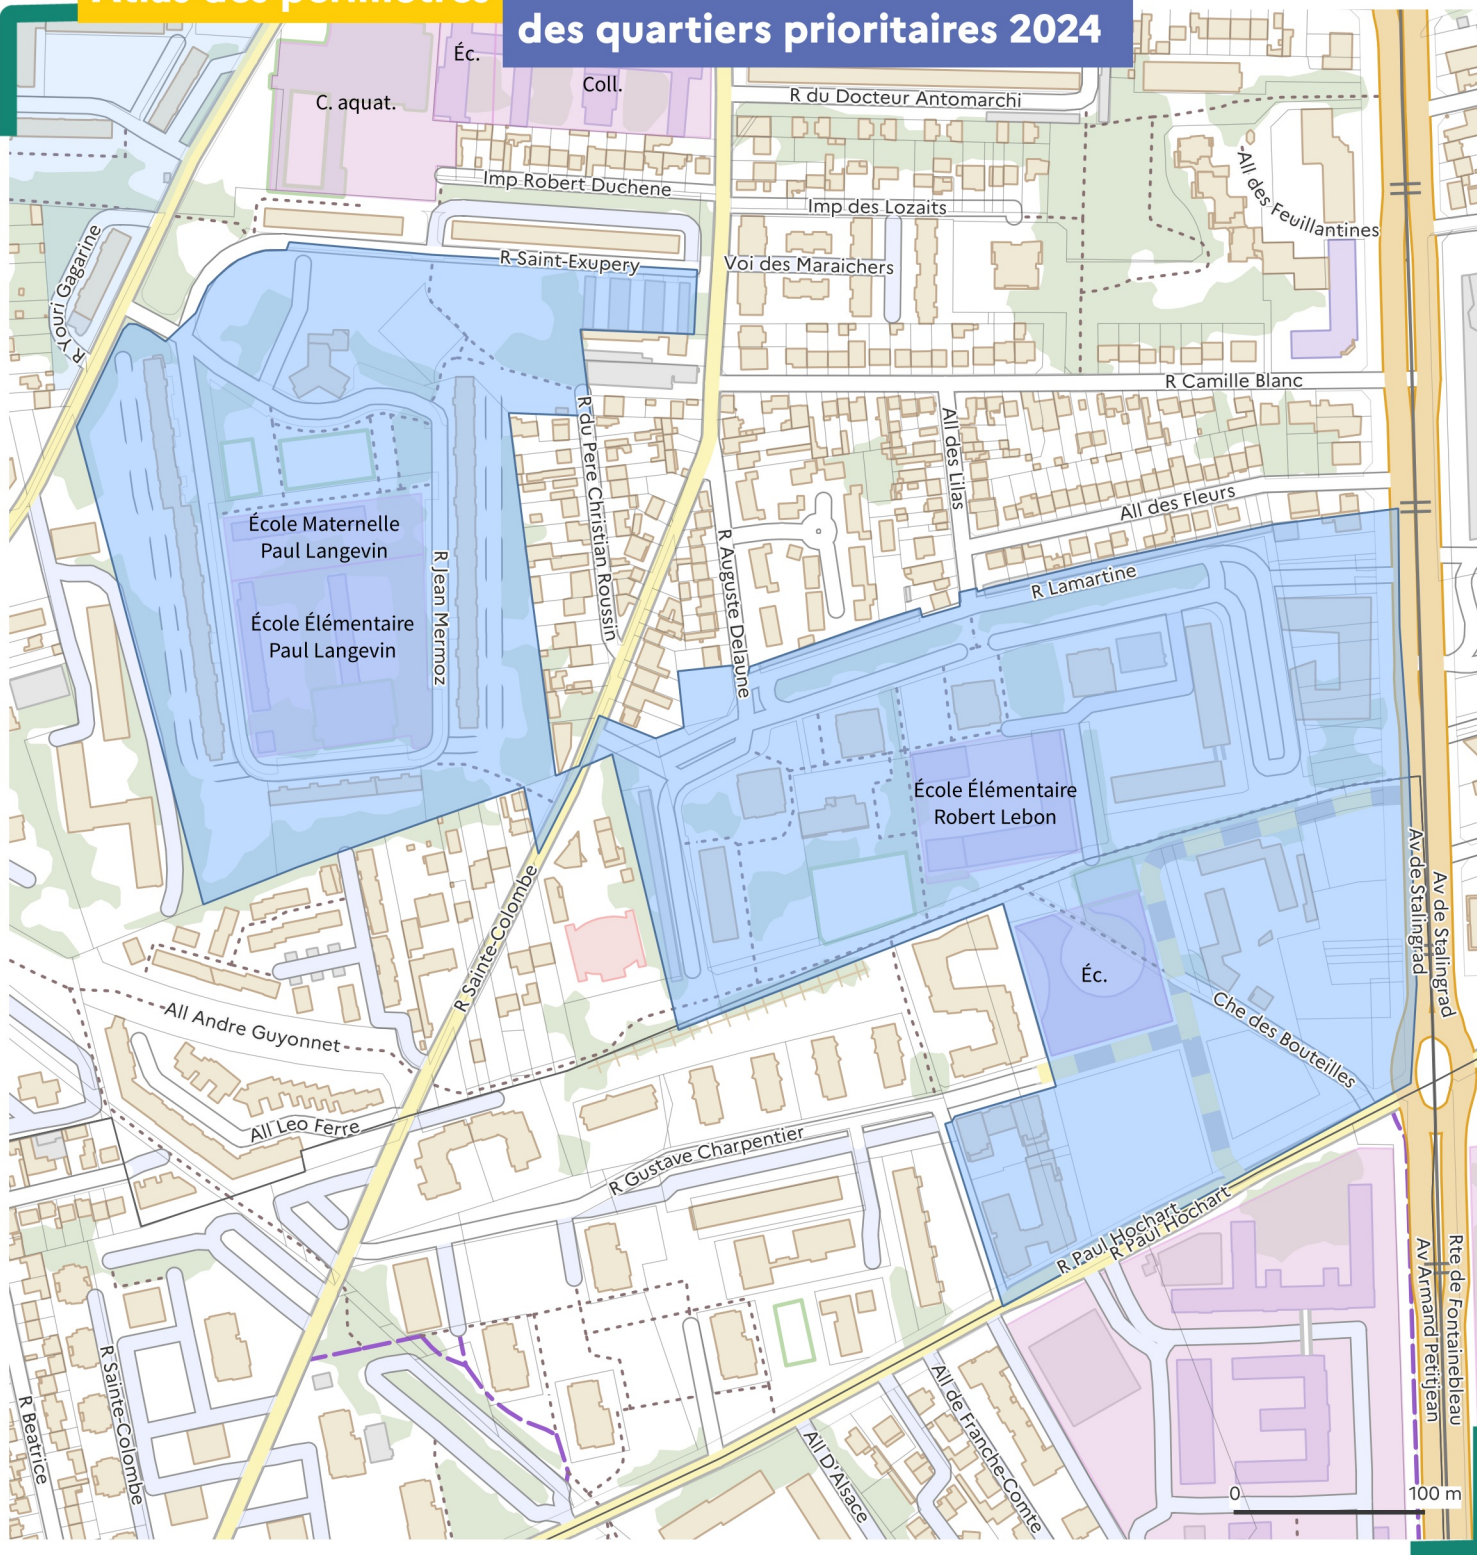 Atlas des périmètres
des quartiers prioritaires 2024
Éc.
Coll.
C. aquat.
R du Docteur Antomarchi
Imp Robert Duchene
Imp des Lozaits
All des Feuillantines
R Youri Gagarine
R Saint-Exupery
Voi des Maraichers
R Camille Blanc
R du Pere Christian Roussin
All des Lilas
All des Fleurs
École Maternelle
Paul Langevin
École Élémentaire
Paul Langevin
R Jean Mermoz
R Auguste Delaune
R Lamartine
École Élémentaire
Robert Lebon
R Sainte-Colombe
Av de Stalingrad
Av de Stalingrad
Éc.
Che des Bouteilles
All Andre Guyonnet
All Leo Ferre
R Gustave Charpentier
R Paul Hochart
R Paul Hochart
R Sainte-Colombe
R Beatrice
All de Franche-Comte
All D'Alsace
Av Armand Petitjean
Rte de Fontainebleau
0
100 m